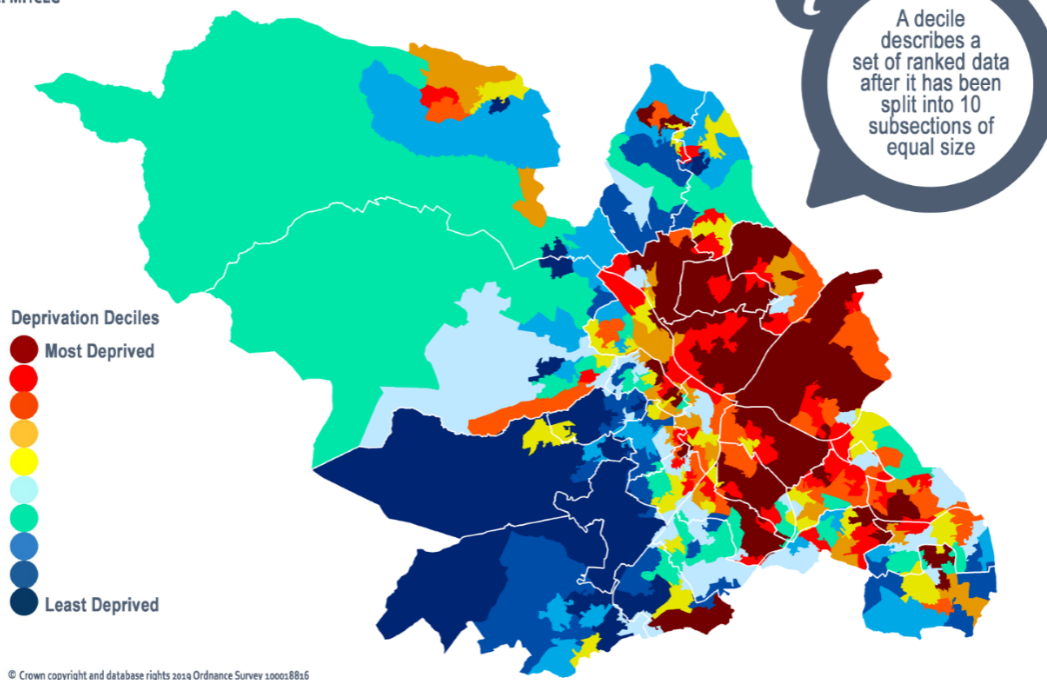 A decile
describes a
set of ranked data
after it has been
split into 10
subsections of
equal size
Deprivation Deciles
Most Deprived
Least Deprived
© Crown copyright and database rights 2019 Ordnance Survey 100018816